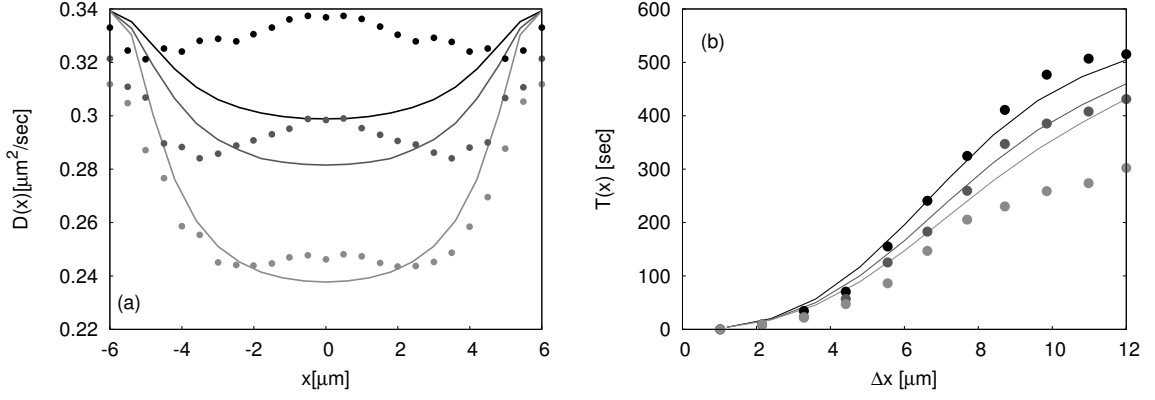 0.34
0.32
0.3
0.28
0.26
0.24
0.22
D(x)[μm²/sec]
(a)
-6 -4 -2 0 2 4 6
x[μm]
600
500
400
300
200
100
0
T(x) [sec]
(b)
0 2 4 6 8 10 12
Δx [μm]